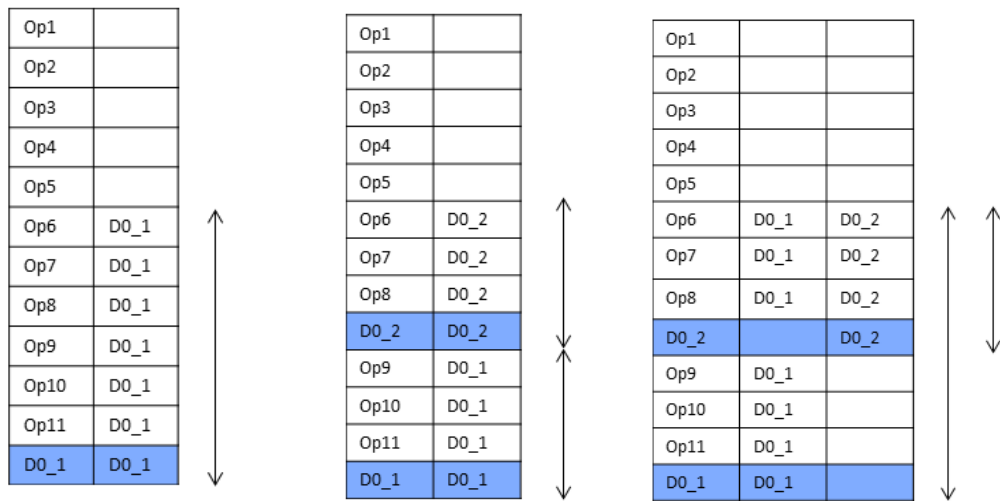 Op1
Op2
Op3
Op4
Op5
Op6 D0_1
Op7 D0_1
Op8 D0_1
Op9 D0_1
Op10 D0_1
Op11 D0_1
D0_1 D0_1
Op1
Op2
Op3
Op4
Op5
Op6 D0_2
Op7 D0_2
Op8 D0_2
D0_2 D0_2
Op9 D0_1
Op10 D0_1
Op11 D0_1
D0_1 D0_1
Op1
Op2
Op3
Op4
Op5
Op6 D0_1 D0_2
Op7 D0_1 D0_2
Op8 D0_1 D0_2
D0_2 D0_2
Op9 D0_1
Op10 D0_1
Op11 D0_1
D0_1 D0_1